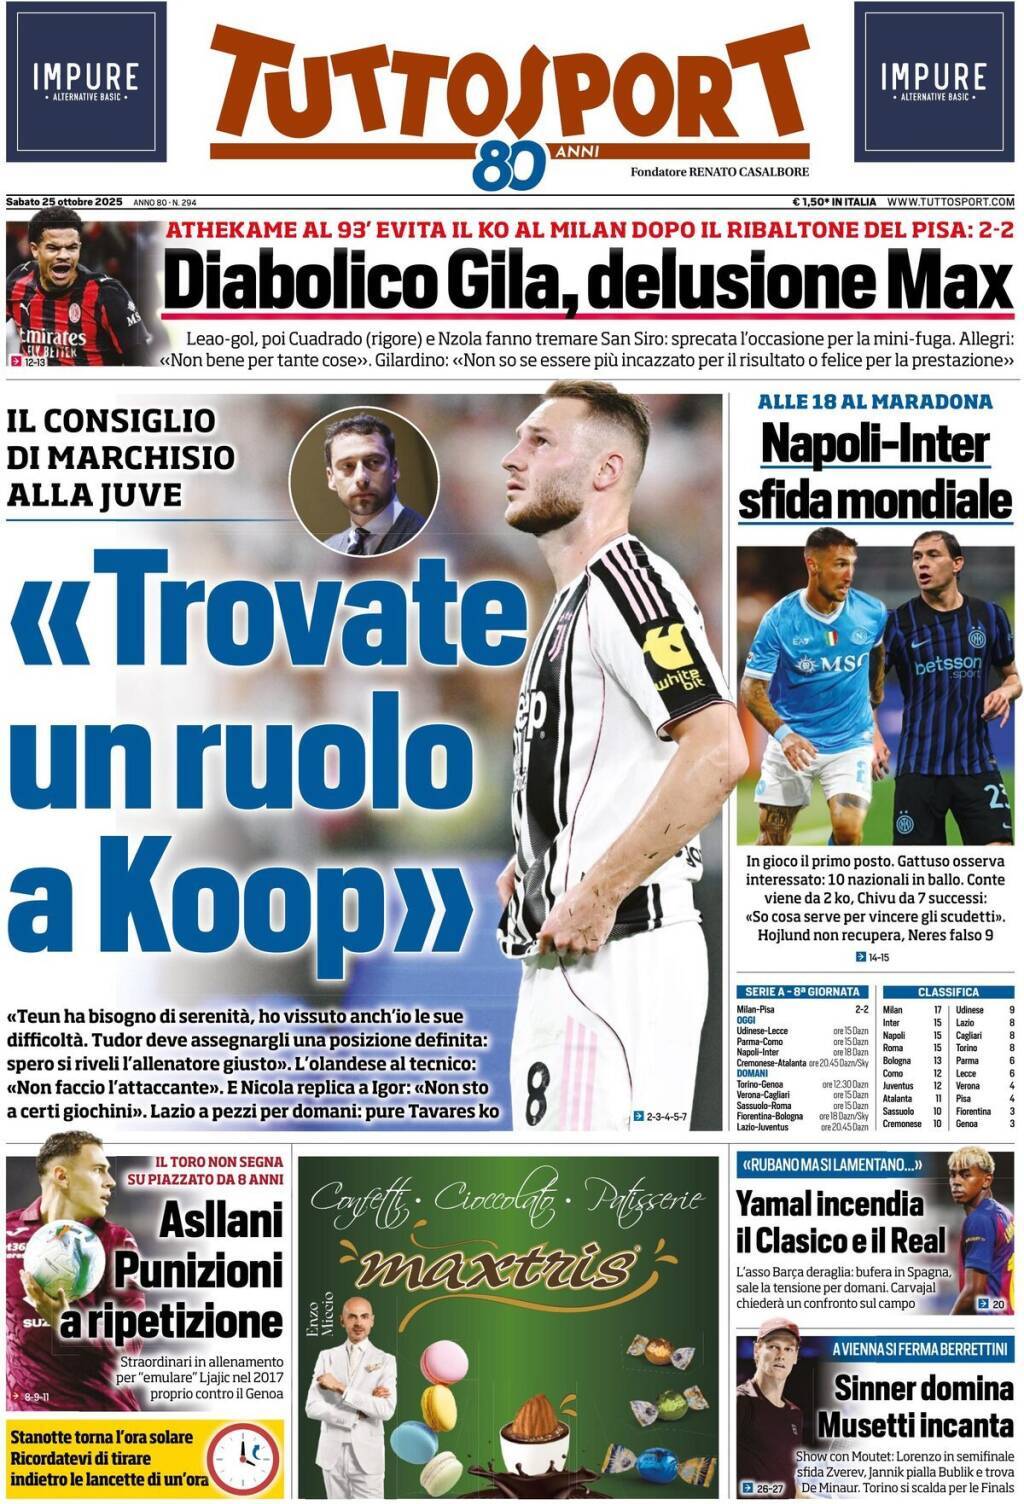 IMPURE
• ALTERNATIVE BASIC •
TUTTOSPORT
80 ANNI
Fondatore RENATO CASALBORE
IMPURE
• ALTERNATIVE BASIC •
Sabato 25 ottobre 2025 ANNO 80 - N. 294
€ 1,50* IN ITALIA WWW.TUTTOSPORT.COM
ATHEKAME AL 93’ EVITA IL KO AL MILAN DOPO IL RIBALTONE DEL PISA: 2-2
Diabolico Gila, delusione Max
Leao-gol, poi Cuadrado (rigore) e Nzola fanno tremare San Siro: sprecata l’occasione per la mini-fuga. Allegri:
«Non bene per tante cose». Gilardino: «Non so se essere più incazzato per il risultato o felice per la prestazione»
Emirates
FLY BETTER
12-13
IL CONSIGLIO
DI MARCHISIO
ALLA JUVE
«Trovate
un ruolo
a Koop»
white
bit
8
«Teun ha bisogno di serenità, ho vissuto anch’io le sue
difficoltà. Tudor deve assegnargli una posizione definita:
spero si riveli l’allenatore giusto». L’olandese al tecnico:
«Non faccio l’attaccante». E Nicola replica a Igor: «Non sto
a certi giochini». Lazio a pezzi per domani: pure Tavares ko
2-3-4-5-7
ALLE 18 AL MARADONA
Napoli-Inter
sfida mondiale
EA7
MSC
betsson
.sport
23
In gioco il primo posto. Gattuso osserva
interessato: 10 nazionali in ballo. Conte
viene da 2 ko, Chivu da 7 successi:
«So cosa serve per vincere gli scudetti».
Hojlund non recupera, Neres falso 9
14-15
SERIE A - 8ª GIORNATA
Milan-Pisa 2-2
OGGI
Udinese-Lecce ore 15 Dazn
Parma-Como ore 15 Dazn
Napoli-Inter ore 18 Dazn
Cremonese-Atalanta ore 20.45 Dazn/Sky
DOMANI
Torino-Genoa ore 12:30 Dazn
Verona-Cagliari ore 15 Dazn
Sassuolo-Roma ore 15 Dazn
Fiorentina-Bologna ore 18 Dazn/Sky
Lazio-Juventus ore 20.45 Dazn
CLASSIFICA
Milan 17 Udinese 9
Inter 15 Lazio 8
Napoli 15 Cagliari 8
Roma 15 Torino 8
Bologna 13 Parma 6
Como 12 Lecce 6
Juventus 12 Verona 4
Atalanta 11 Pisa 4
Sassuolo 10 Fiorentina 3
Cremonese 10 Genoa 3
IL TORO NON SEGNA
SU PIAZZATO DA 8 ANNI
Asllani
Punizioni
a ripetizione
Straordinari in allenamento
per “emulare” Ljajic nel 2017
proprio contro il Genoa
8-9-11
Stanotte torna l’ora solare
Ricordatevi di tirare
indietro le lancette di un’ora
Confetti • Cioccolato • Patisserie
maxtris
Enzo
Miccio
«RUBANO MA SI LAMENTANO...»
Yamal incendia
il Clasico e il Real
L’asso Barça deraglia: bufera in Spagna,
sale la tensione per domani. Carvajal
chiederà un confronto sul campo
20
A VIENNA SI FERMA BERRETTINI
Sinner domina
Musetti incanta
Show con Moutet: Lorenzo in semifinale
sfida Zverev, Jannik pialla Bublik e trova
De Minaur. Torino si scalda per le Finals
26-27